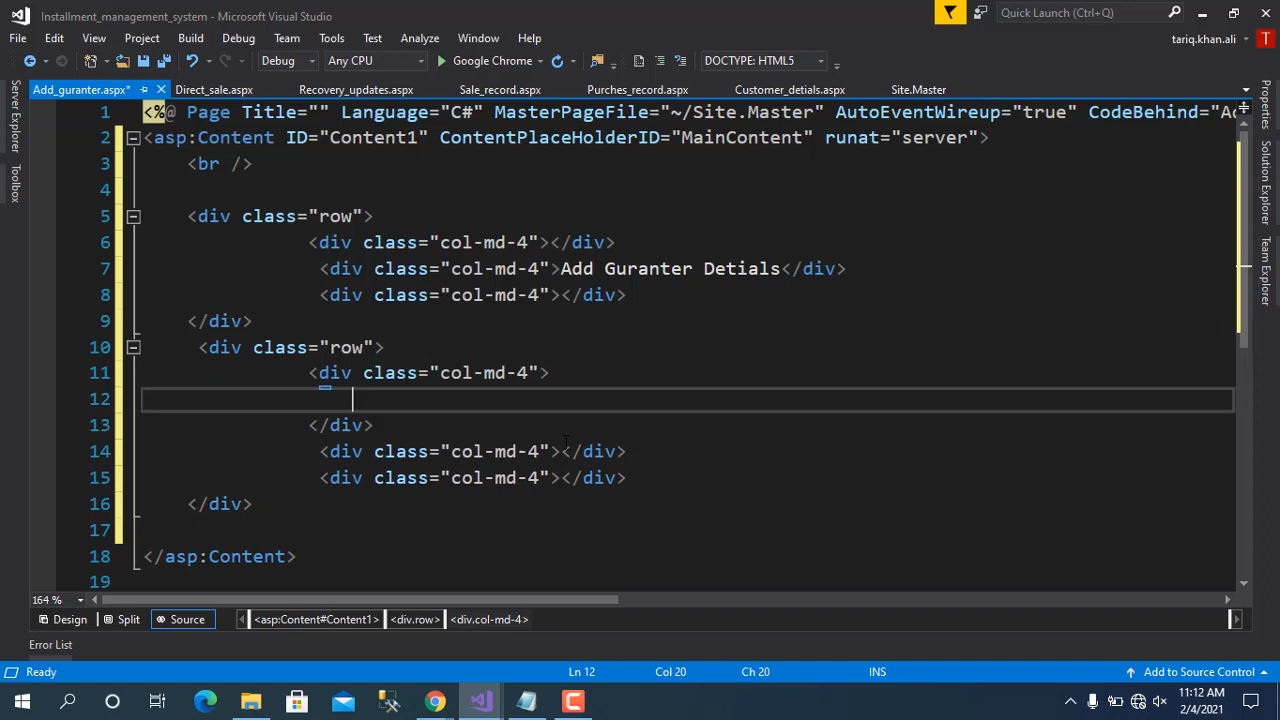 Installment_management_system - Microsoft Visual Studio
Quick Launch (Ctrl+Q)
File Edit View Project Build Debug Team Tools Test Analyze Window Help
tariq.khan.ali T
Debug Any CPU Google Chrome DOCTYPE: HTML5
Add_guranter.aspx* Direct_sale.aspx Recovery_updates.aspx Sale_record.aspx Purches_record.aspx Customer_detials.aspx Site.Master
Server Explorer
Toolbox
Properties
Solution Explorer
Team Explorer
1 <%@ Page Title="" Language="C#" MasterPageFile="~/Site.Master" AutoEventWireup="true" CodeBehind="Ad
2 <asp:Content ID="Content1" ContentPlaceHolderID="MainContent" runat="server">
3 <br />
4
5 <div class="row">
6 <div class="col-md-4"></div>
7 <div class="col-md-4">Add Guranter Detials</div>
8 <div class="col-md-4"></div>
9 </div>
10 <div class="row">
11 <div class="col-md-4">
12
13 </div>
14 <div class="col-md-4"></div>
15 <div class="col-md-4"></div>
16 </div>
17
18 </asp:Content>
19
164 %
Design Split Source <asp:Content#Content1> <div.row> <div.col-md-4>
Error List
Ready Ln 12 Col 20 Ch 20 INS Add to Source Control
11:12 AM
2/4/2021